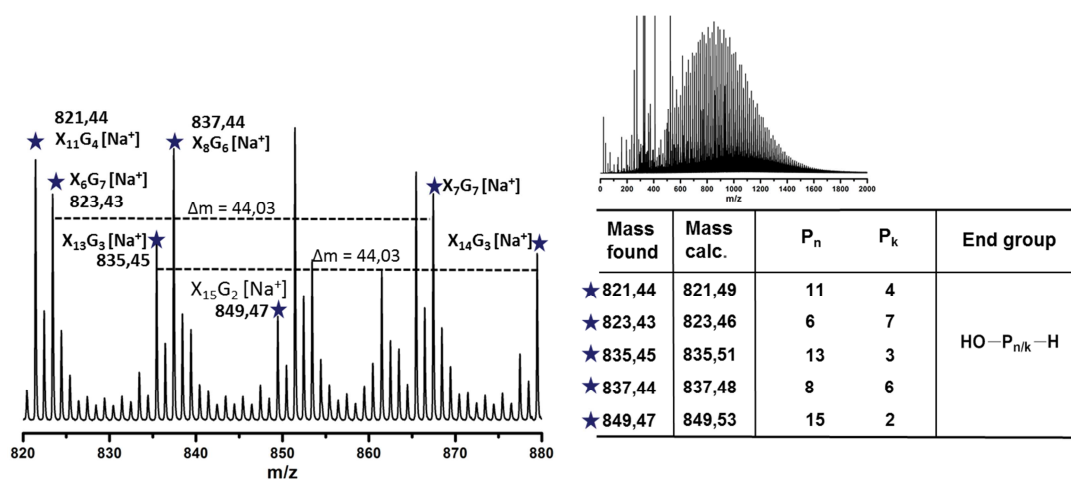 821,44
X₁₁G₄ [Na⁺]
837,44
X₈G₆ [Na⁺]
X₆G₇ [Na⁺]
823,43
Δm = 44,03
X₇G₇ [Na⁺]
X₁₃G₃ [Na⁺]
835,45
Δm = 44,03
X₁₄G₃ [Na⁺]
X₁₅G₂ [Na⁺]
849,47
820 830 840 850 860 870 880
m/z
0 200 400 600 800 1000 1200 1400 1600 1800 2000
m/z
Mass found Mass calc. Pₙ Pₖ End group
821,44 821,49 11 4
823,43 823,46 6 7
835,45 835,51 13 3
837,44 837,48 8 6
849,47 849,53 15 2
HO–Pₙ/ₖ–H